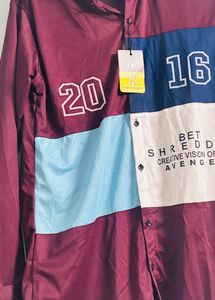 20
16
BET
SHREDD
CREATIVE VISION OF
AVENGE